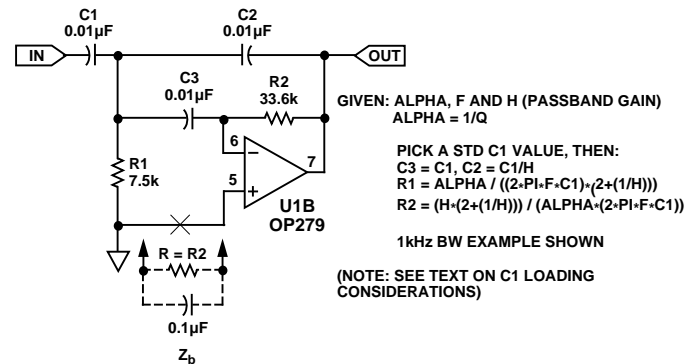 C1
0.01µF
C2
0.01µF
IN
OUT
C3
0.01µF
R2
33.6k
R1
7.5k
6
7
5
U1B
OP279
R = R2
0.1µF
Zb
GIVEN: ALPHA, F AND H (PASSBAND GAIN)
ALPHA = 1/Q
PICK A STD C1 VALUE, THEN:
C3 = C1, C2 = C1/H
R1 = ALPHA / ((2*PI*F*C1)*(2+(1/H)))
R2 = (H*(2+(1/H))) / (ALPHA*(2*PI*F*C1))
1kHz BW EXAMPLE SHOWN
(NOTE: SEE TEXT ON C1 LOADING
CONSIDERATIONS)